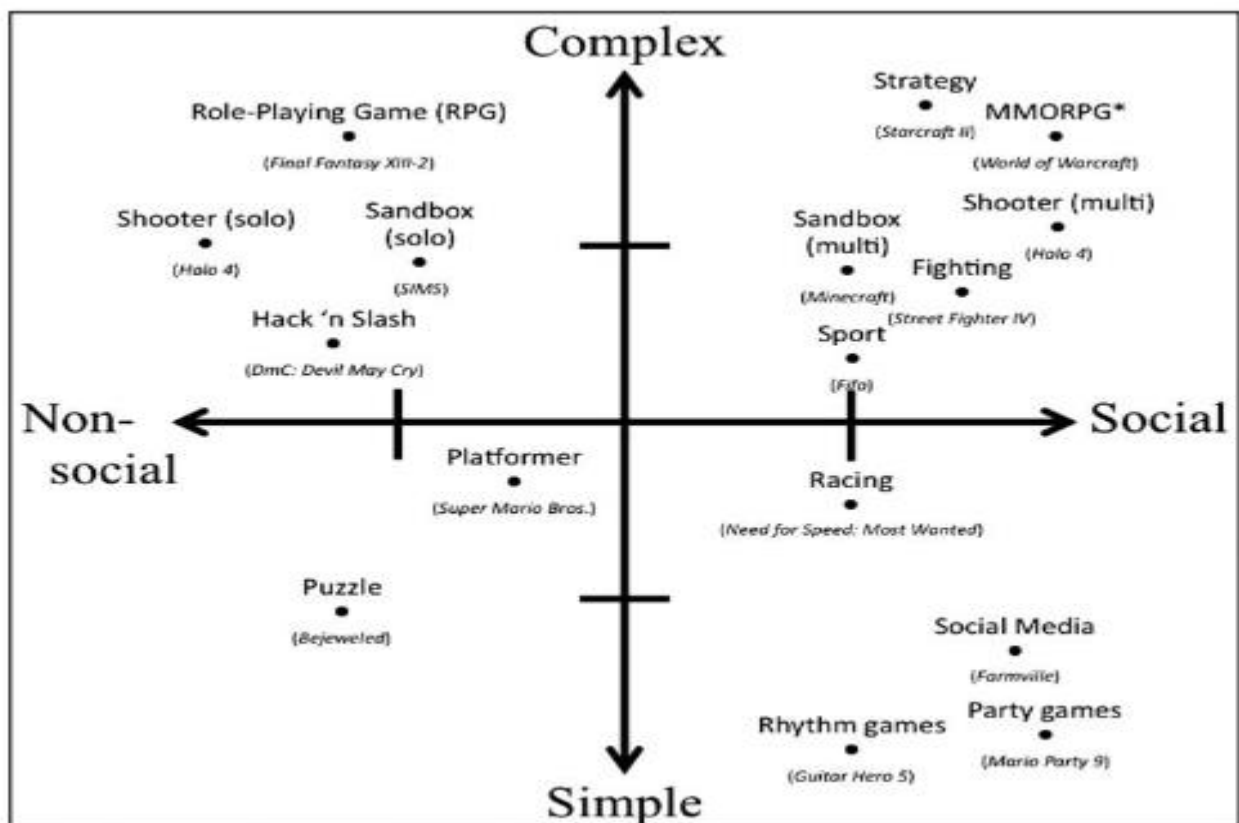 Complex
Strategy
(Starcraft II)
Role-Playing Game (RPG)
(Final Fantasy XIII-2)
MMORPG*
(World of Warcraft)
Shooter (solo)
(Halo 4)
Sandbox
(solo)
(SIMS)
Sandbox
(multi)
(Minecraft)
Shooter (multi)
(Halo 4)
Fighting
(Street Fighter IV)
Hack ‘n Slash
(DmC: Devil May Cry)
Sport
(Fifa)
Non-
social
Social
Platformer
(Super Mario Bros.)
Racing
(Need for Speed: Most Wanted)
Puzzle
(Bejeweled)
Social Media
(Farmville)
Party games
(Mario Party 9)
Rhythm games
(Guitar Hero 5)
Simple